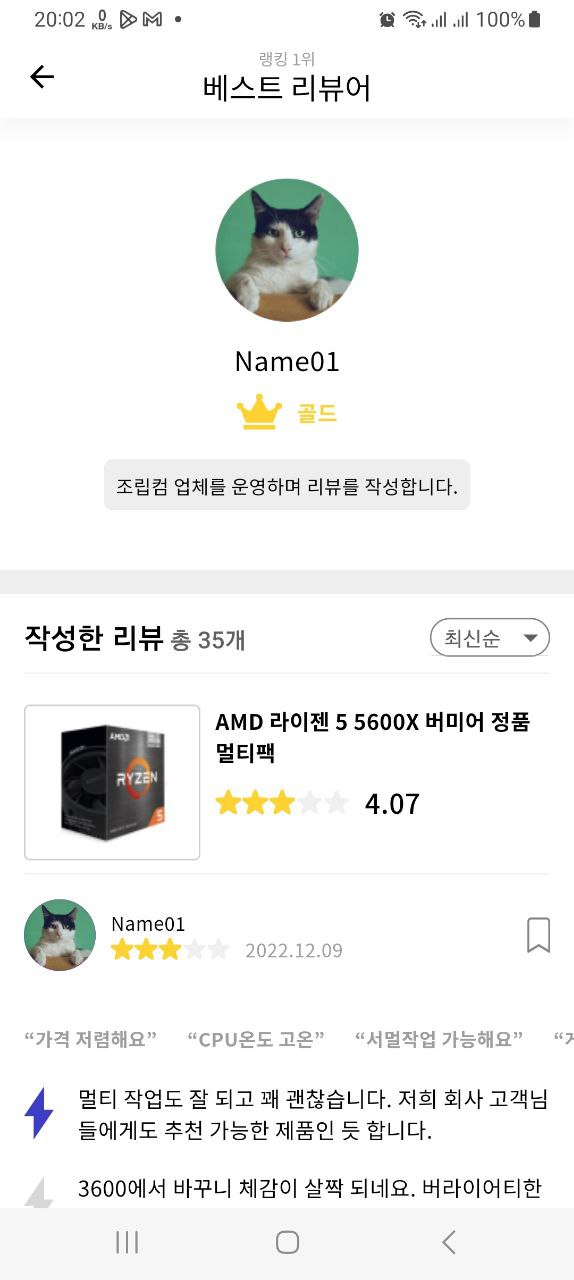 20:02 0 KB/s 100%
랭킹 1위
베스트 리뷰어
Name01
골드
조립컴 업체를 운영하며 리뷰를 작성합니다.
작성한 리뷰 총 35개
최신순
AMD 라이젠 5 5600X 버미어 정품
멀티팩
4.07
AMD
RYZEN
5
Name01
2022.12.09
“가격 저렴해요” “CPU온도 고온” “서멀작업 가능해요”
멀티 작업도 잘 되고 꽤 괜찮습니다. 저희 회사 고객님
들에게도 추천 가능한 제품인 듯 합니다.
3600에서 바꾸니 체감이 살짝 되네요. 버라이어티한